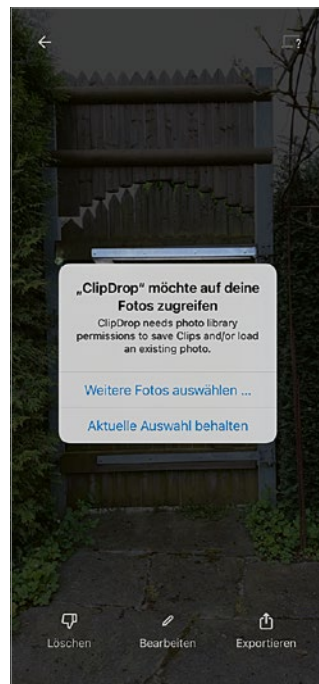 ?
„ClipDrop“ möchte auf deine
Fotos zugreifen
ClipDrop needs photo library
permissions to save Clips and/or load
an existing photo.
Weitere Fotos auswählen ...
Aktuelle Auswahl behalten
Löschen Bearbeiten Exportieren